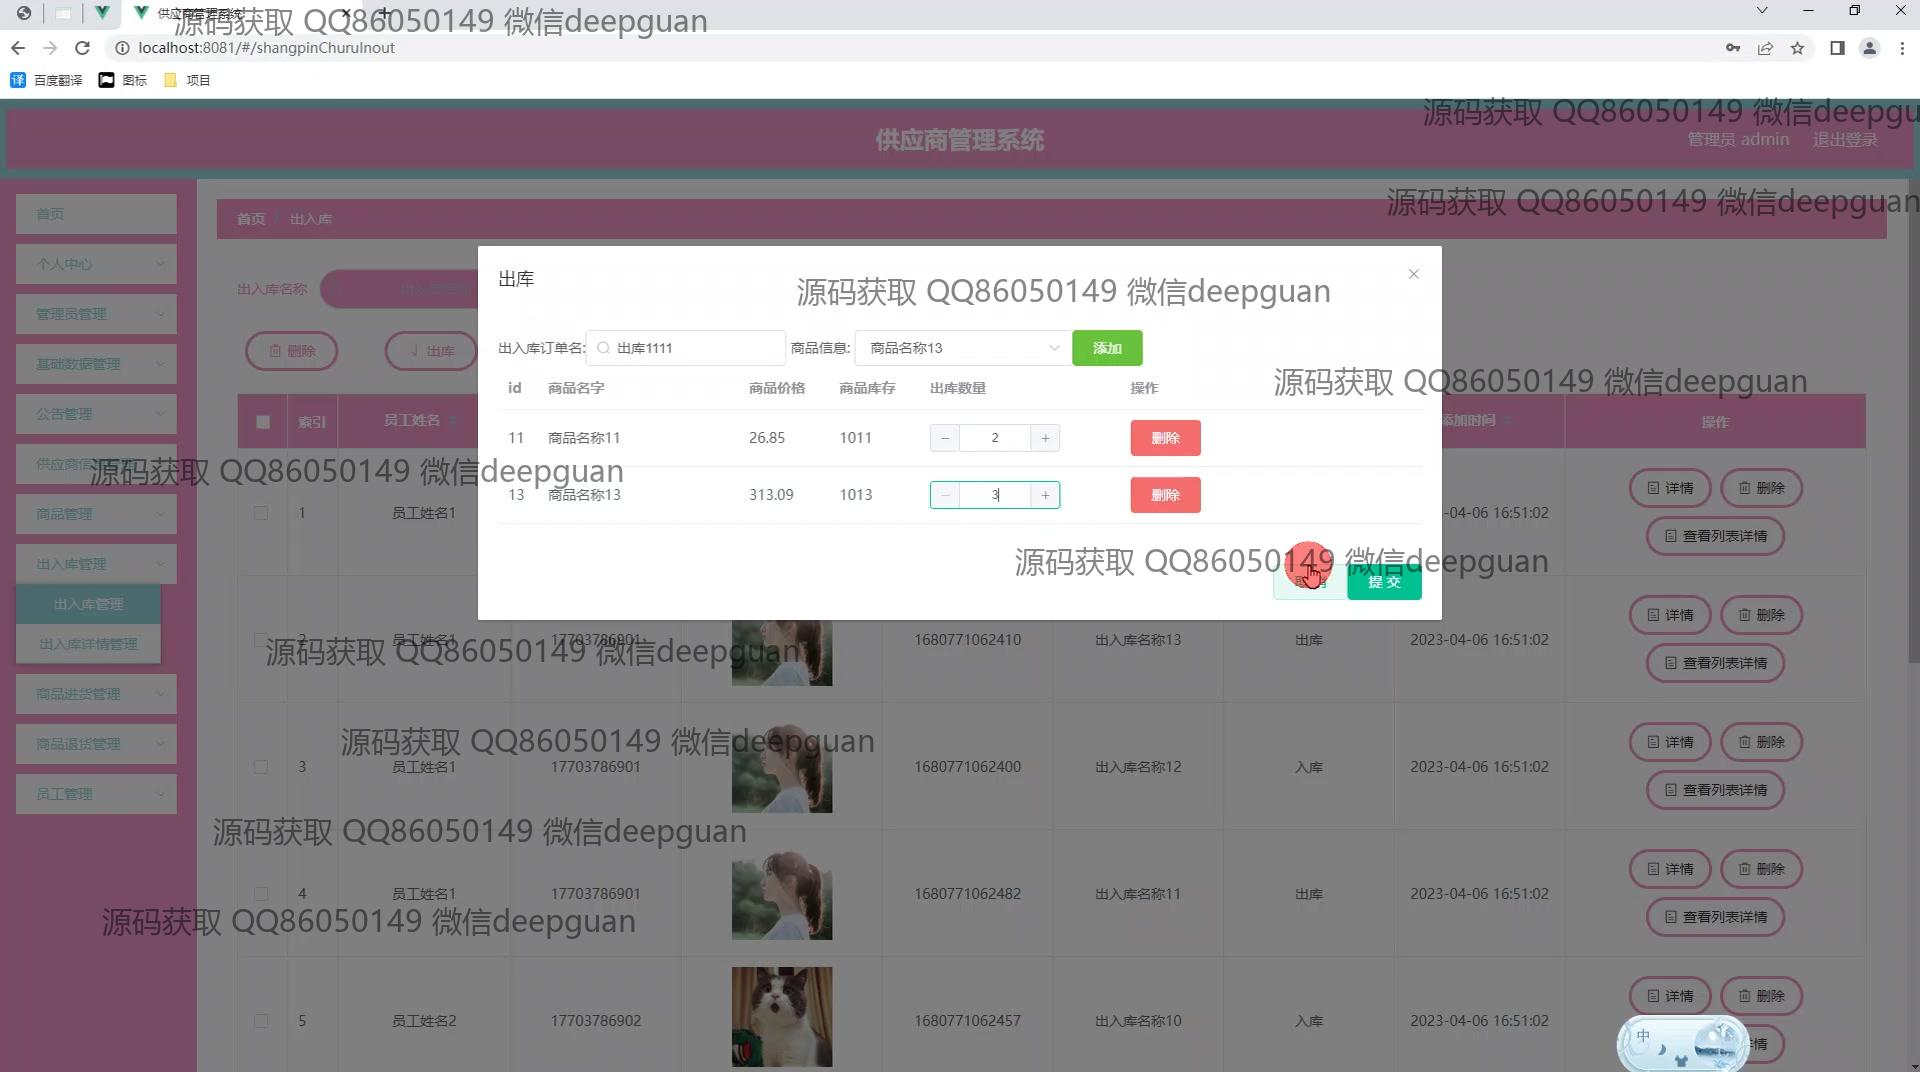 供应商管理系统
源码获取 QQ86050149 微信deepguan
localhost:8081/#/shangpinChuruInout
百度翻译 图标 项目
源码获取 QQ86050149 微信deepgu
供应商管理系统
管理员 admin 退出登录
源码获取 QQ86050149 微信deepguan
首页
个人中心
管理员管理
基础数据管理
公告管理
供应商信
商品管理
出入库管理
出入库管理
出入库详情管理
商品进货管理
商品退货管理
员工管理
首页 / 出入库
出入库名称
删除 出库
出库
源码获取 QQ86050149 微信deepguan
出入库订单名: 出库1111 商品信息: 商品名称13 添加
源码获取 QQ86050149 微信deepguan
id 商品名字 商品价格 商品库存 出库数量 操作
11 商品名称11 26.85 1011 2 删除
13 商品名称13 313.09 1013 3 删除
源码获取 QQ86050149 微信deepguan
源码获取 QQ86050149 微信deepguan
提交
索引 员工姓名 添加时间 操作
1 员工姓名1 -04-06 16:51:02 详情 删除
查看列表详情
2 员工姓名1 17703786901 1680771062410 出入库名称13 出库 2023-04-06 16:51:02 详情 删除
查看列表详情
源码获取 QQ86050149 微信deepguan
3 员工姓名1 17703786901 1680771062400 出入库名称12 入库 2023-04-06 16:51:02 详情 删除
查看列表详情
源码获取 QQ86050149 微信deepguan
源码获取 QQ86050149 微信deepguan
4 员工姓名1 17703786901 1680771062482 出入库名称11 出库 2023-04-06 16:51:02 详情 删除
查看列表详情
源码获取 QQ86050149 微信deepguan
5 员工姓名2 17703786902 1680771062457 出入库名称10 入库 2023-04-06 16:51:02 详情 删除
情
中